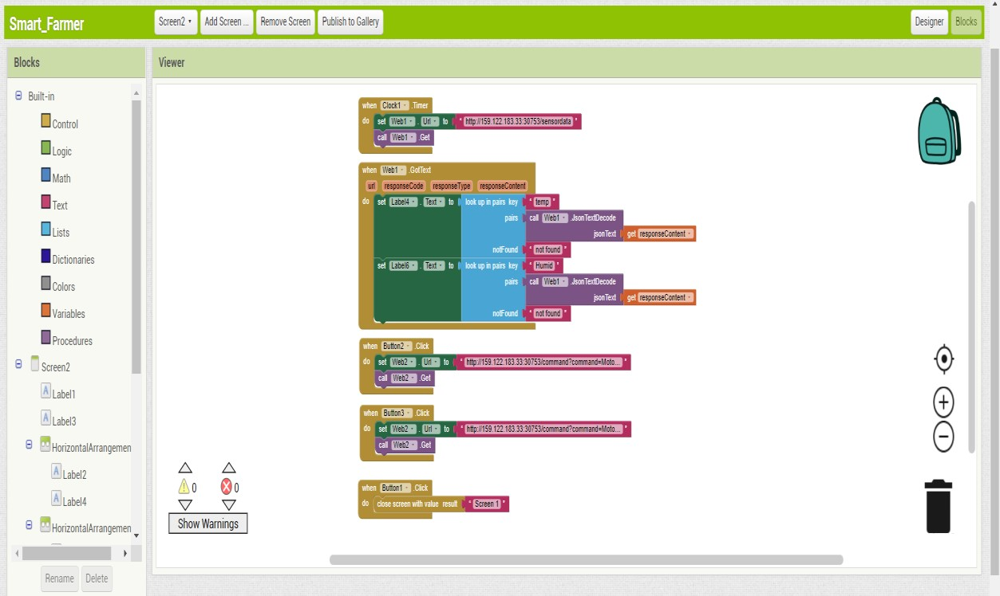 Smart_Farmer
Screen2 Add Screen ... Remove Screen Publish to Gallery Designer Blocks
Blocks
Viewer
Built-in
Control
Logic
Math
Text
Lists
Dictionaries
Colors
Variables
Procedures
Screen2
Label1
Label3
HorizontalArrangemen
Label2
Label4
HorizontalArrangemen
Rename Delete
when Clock1 .Timer
do set Web1 . Url to " http://159.122.183.33:30753/sensordata "
call Web1 .Get
when Web1 .GotText
url responseCode responseType responseContent
do set Label4 . Text to look up in pairs key " temp "
pairs call Web1 .JsonTextDecode
jsonText get responseContent
notFound " not found "
set Label6 . Text to look up in pairs key " Humid "
pairs call Web1 .JsonTextDecode
jsonText get responseContent
notFound " not found "
when Button2 .Click
do set Web2 . Url to " http://159.122.183.33:30753/command?command=Moto... "
call Web2 .Get
when Button3 .Click
do set Web2 . Url to " http://159.122.183.33:30753/command?command=Moto... "
call Web2 .Get
when Button1 .Click
do close screen with value result " Screen 1 "
0 0
Show Warnings